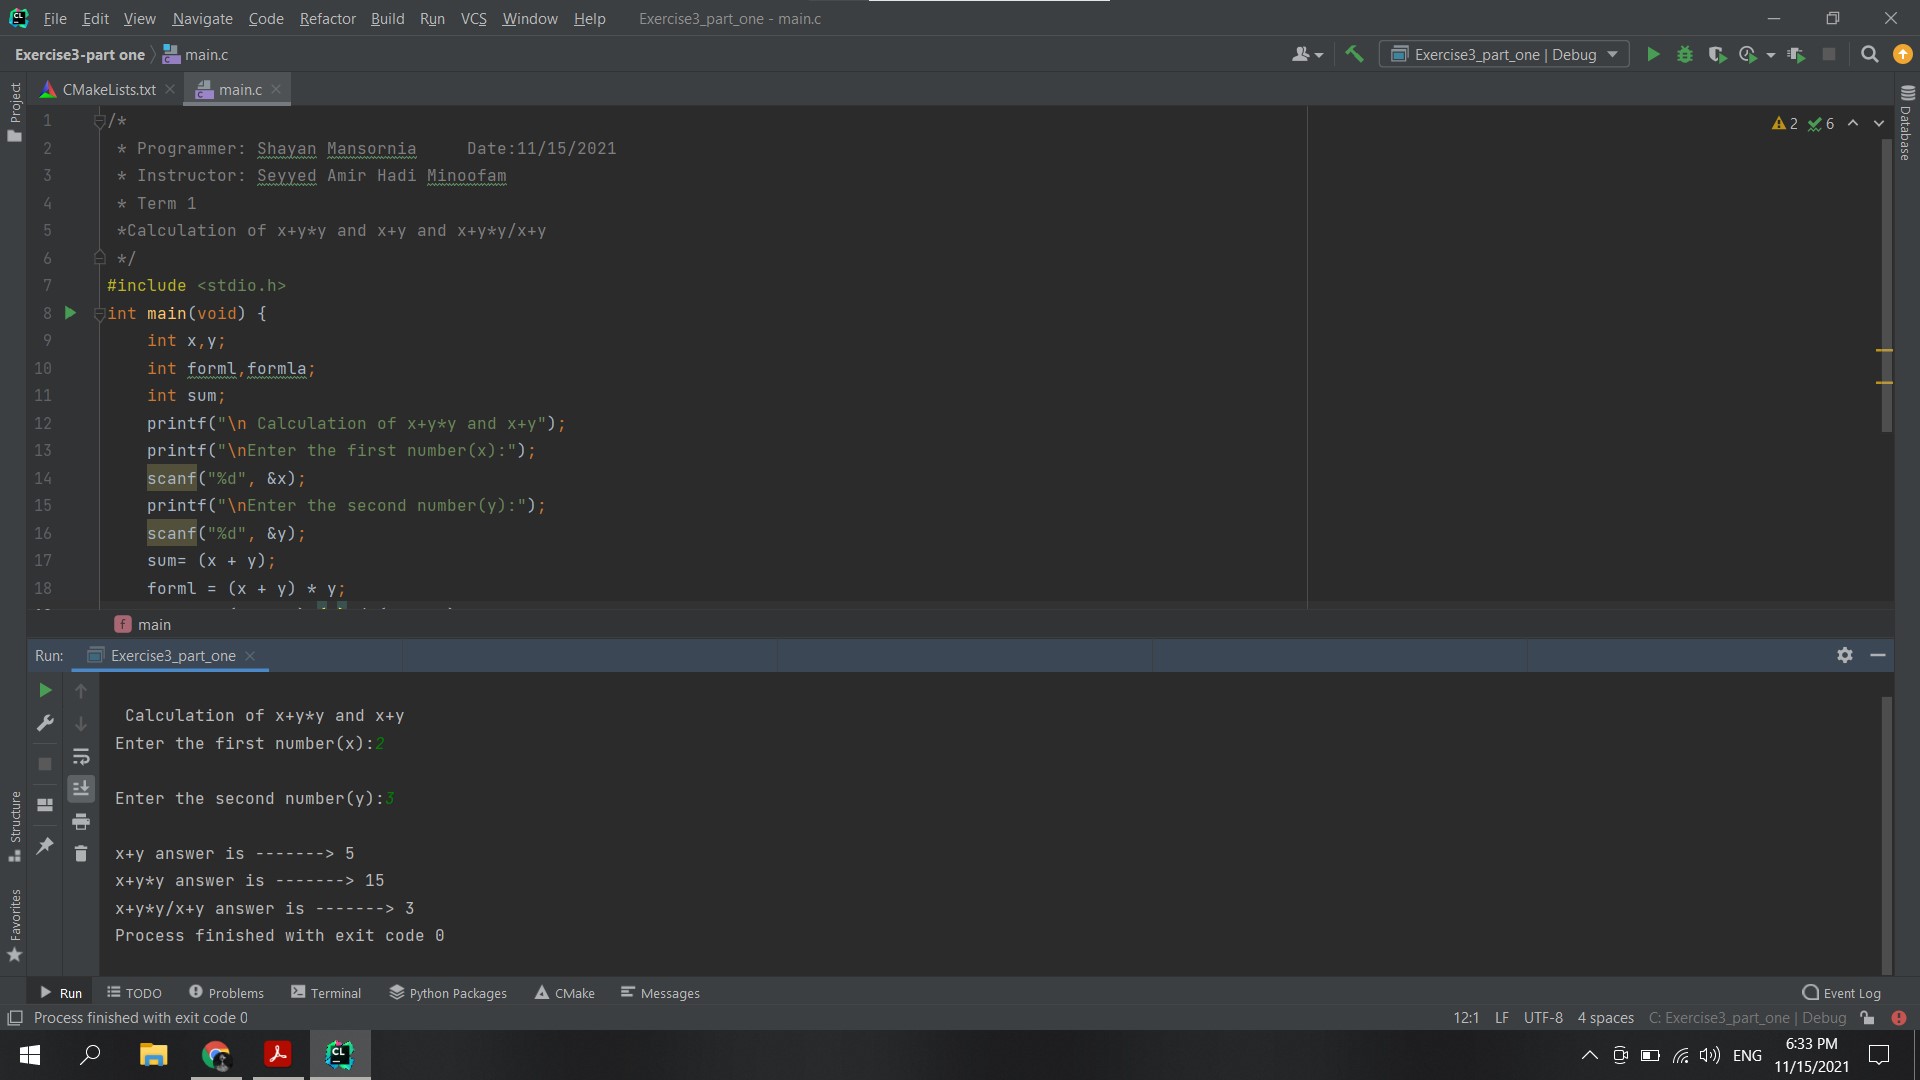 File Edit View Navigate Code Refactor Build Run VCS Window Help Exercise3_part_one - main.c
Exercise3-part one main.c Exercise3_part_one | Debug
CMakeLists.txt main.c
Project
Database
2 6
1 /*
2 * Programmer: Shayan Mansornia Date:11/15/2021
3 * Instructor: Seyyed Amir Hadi Minoofam
4 * Term 1
5 *Calculation of x+y*y and x+y and x+y*y/x+y
6 */
7 #include <stdio.h>
8 int main(void) {
9 int x,y;
10 int forml,formla;
11 int sum;
12 printf("\n Calculation of x+y*y and x+y");
13 printf("\nEnter the first number(x):");
14 scanf("%d", &x);
15 printf("\nEnter the second number(y):");
16 scanf("%d", &y);
17 sum= (x + y);
18 forml = (x + y) * y;
f main
Run: Exercise3_part_one
Calculation of x+y*y and x+y
Enter the first number(x):2
Enter the second number(y):3
x+y answer is -------> 5
x+y*y answer is -------> 15
x+y*y/x+y answer is -------> 3
Process finished with exit code 0
Structure
Favorites
Run TODO Problems Terminal Python Packages CMake Messages Event Log
Process finished with exit code 0 12:1 LF UTF-8 4 spaces C: Exercise3_part_one | Debug
CL ENG 6:33 PM
11/15/2021